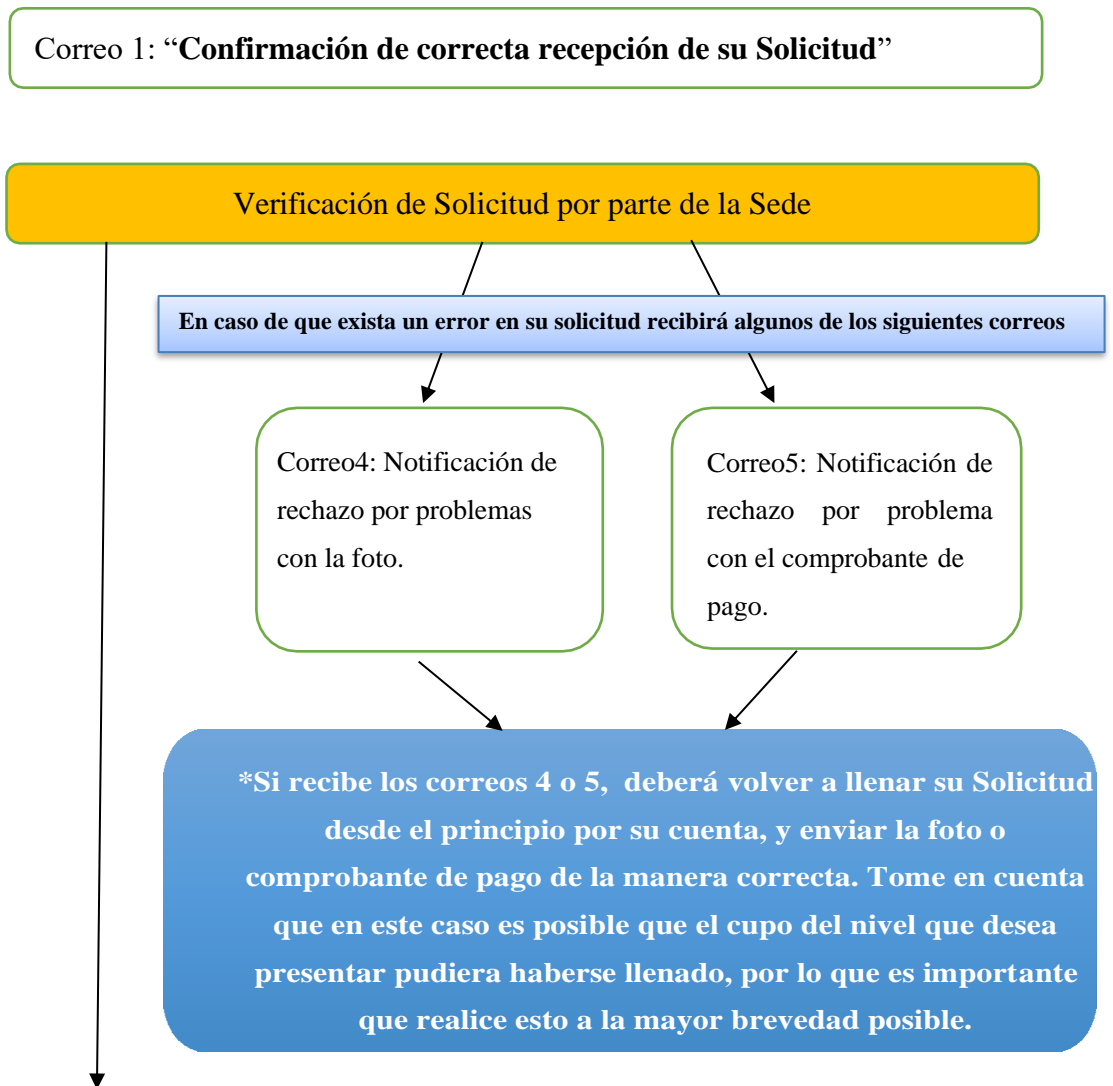 Correo 1: “Confirmación de correcta recepción de su Solicitud”
Verificación de Solicitud por parte de la Sede
En caso de que exista un error en su solicitud recibirá algunos de los siguientes correos
Correo4: Notificación de
rechazo por problemas
con la foto.
Correo5: Notificación de
rechazo por problema
con el comprobante de
pago.
*Si recibe los correos 4 o 5, deberá volver a llenar su Solicitud
desde el principio por su cuenta, y enviar la foto o
comprobante de pago de la manera correcta. Tome en cuenta
que en este caso es posible que el cupo del nivel que desea
presentar pudiera haberse llenado, por lo que es importante
que realice esto a la mayor brevedad posible.